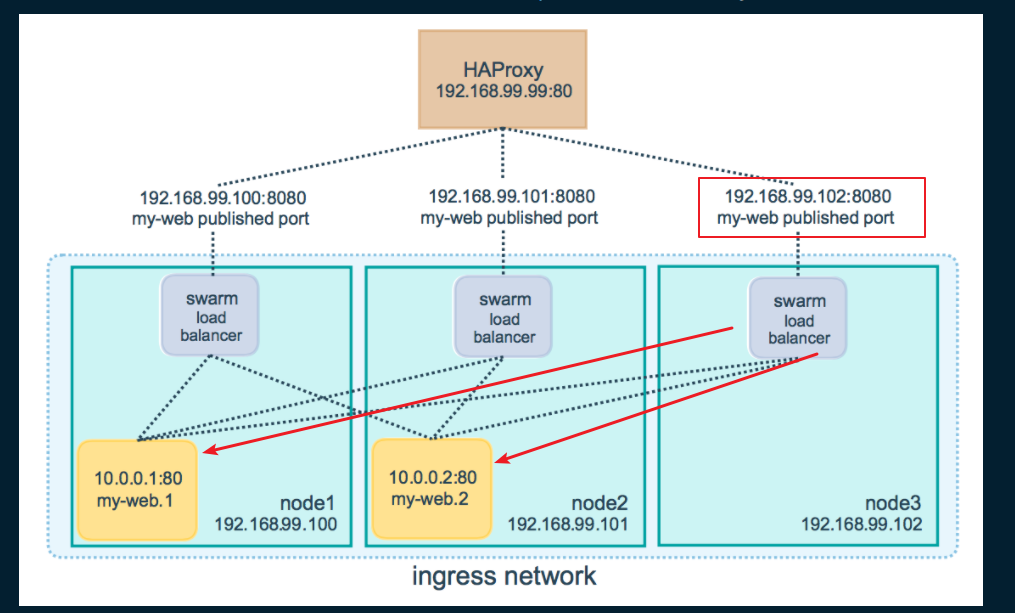 HAProxy
192.168.99.99:80
192.168.99.100:8080
my-web published port
192.168.99.101:8080
my-web published port
192.168.99.102:8080
my-web published port
swarm
load
balancer
swarm
load
balancer
swarm
load
balancer
10.0.0.1:80
my-web.1
node1
192.168.99.100
10.0.0.2:80
my-web.2
node2
192.168.99.101
node3
192.168.99.102
ingress network